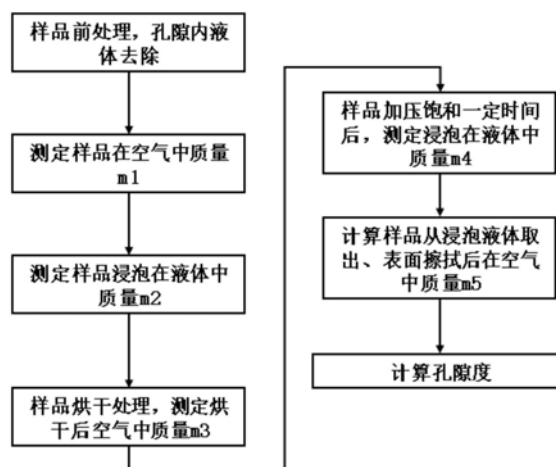 样品前处理，孔隙内液
体去除
测定样品在空气中质量
m1
测定样品浸泡在液体中
质量m2
样品烘干处理，测定烘
干后空气中质量m3
样品加压饱和一定时间
后，测定浸泡在液体中
质量m4
计算样品从浸泡液体取
出、表面擦拭后在空气
中质量m5
计算孔隙度